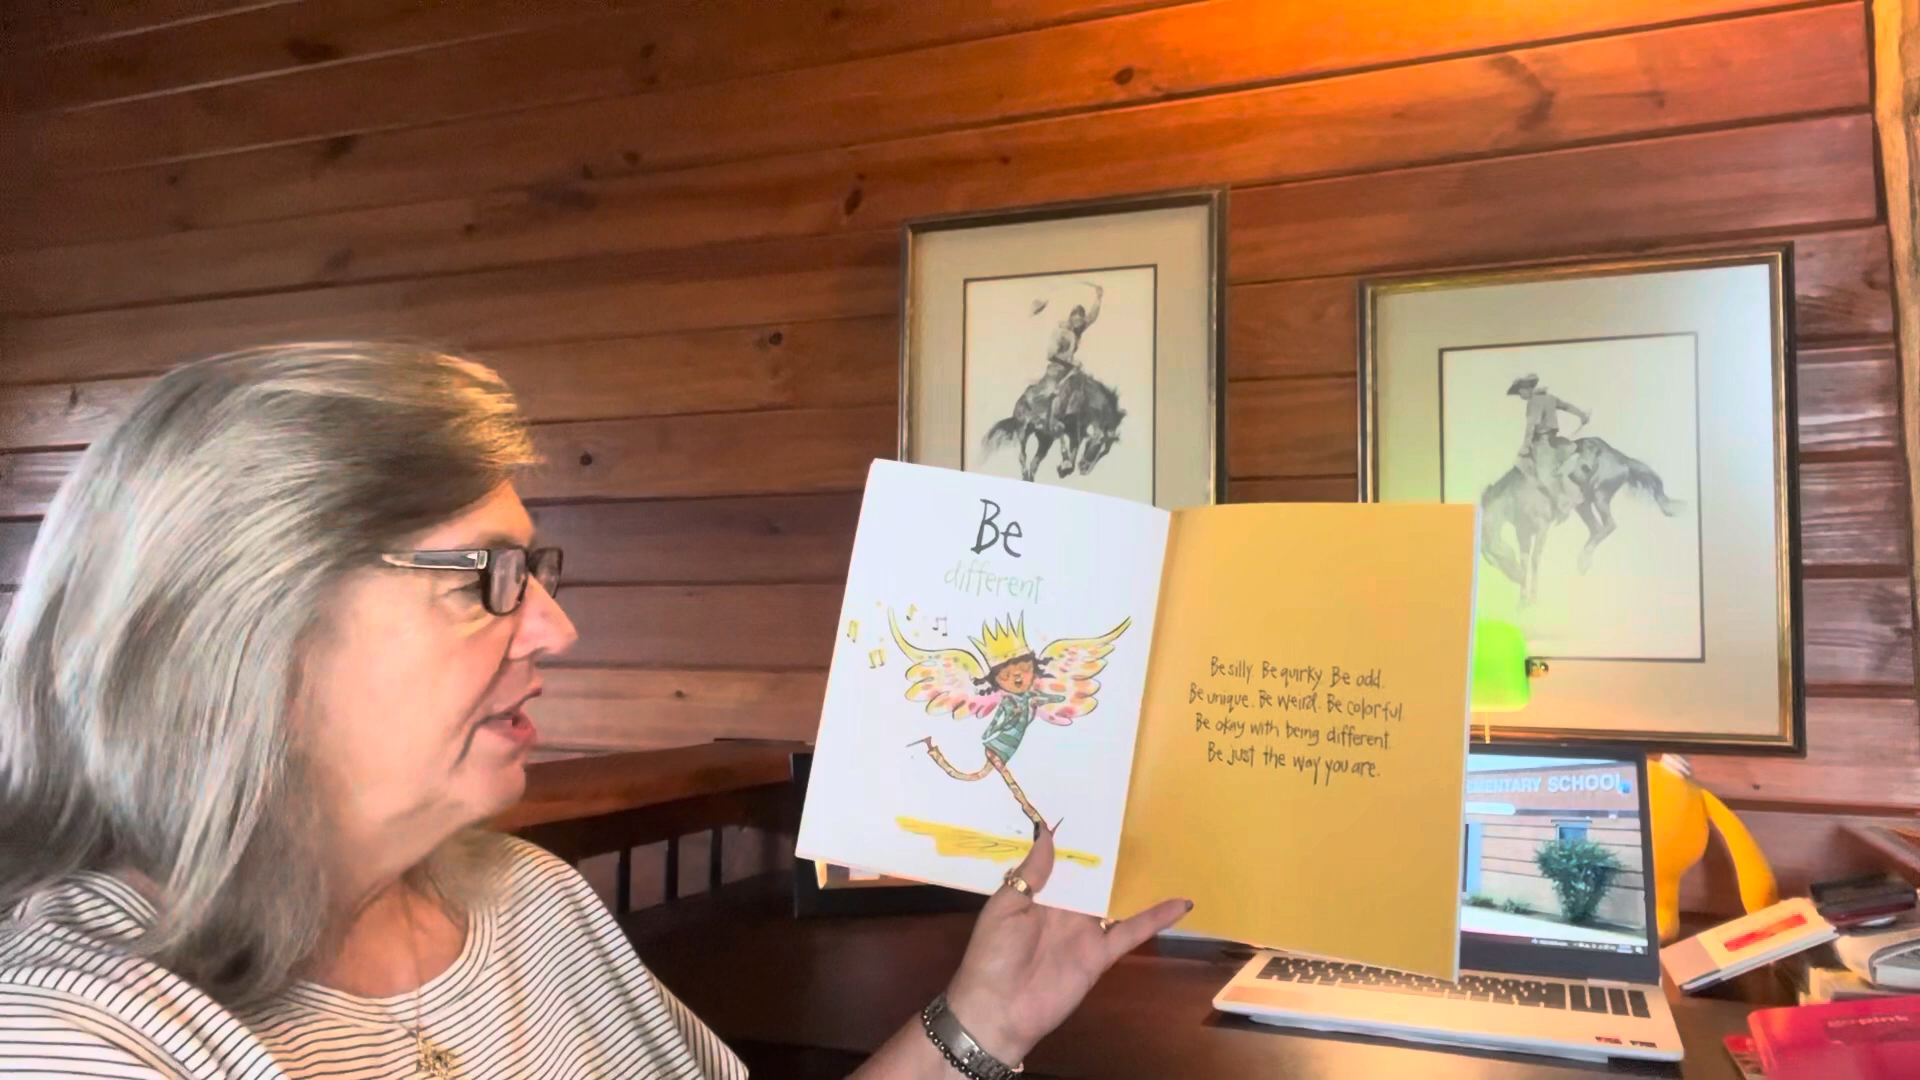 Be
different
Be silly. Be quirky. Be odd.
Be unique. Be weird. Be colorful.
Be okay with being different.
Be just the way you are.
SCHOOL